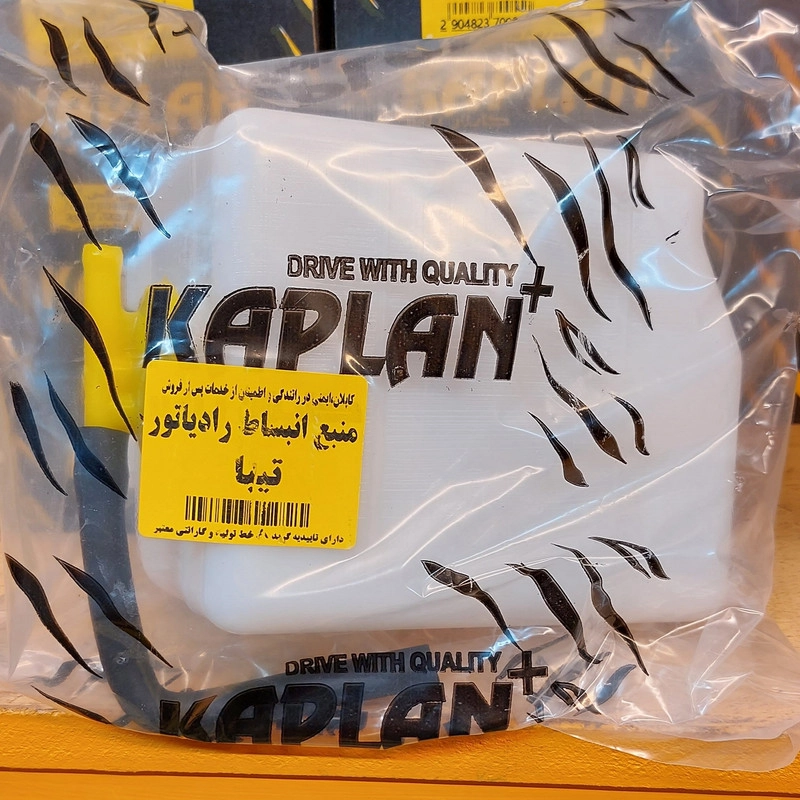 2 904823 700
DRIVE WITH QUALITY
KAPLAN+
کاپلان،ایمنی در رانندگی و اطمینان از خدمات پس از فروش
منبع انبساط رادیاتور
تیبا
دارای تاییدیه گرید خط تولید و گارانتی معتبر
DRIVE WITH QUALITY
KAPLAN+